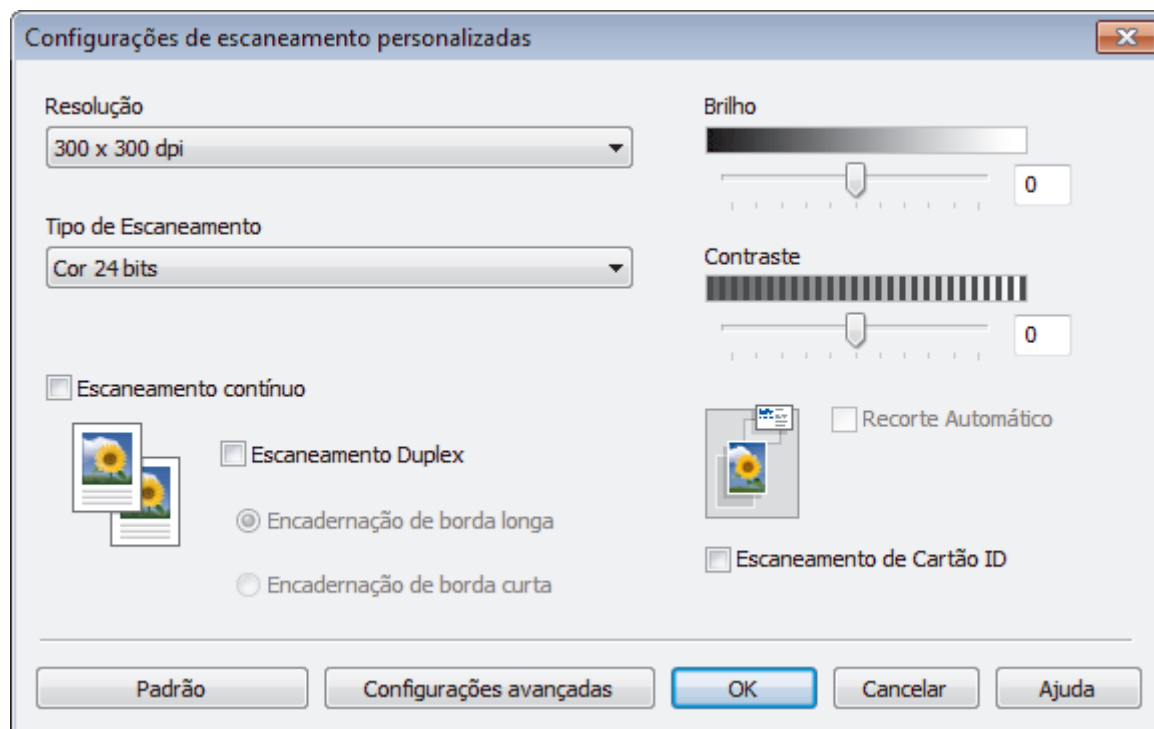 Configurações de escaneamento personalizadas
Resolução
300 x 300 dpi
Tipo de Escaneamento
Cor 24 bits
Escaneamento contínuo
Escaneamento Duplex
Encadernação de borda longa
Encadernação de borda curta
Brilho
0
Contraste
0
Recorte Automático
Escaneamento de Cartão ID
Padrão
Configurações avançadas
OK
Cancelar
Ajuda